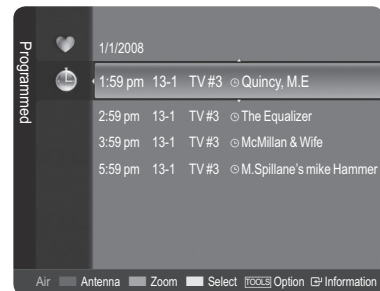 Programmed
1/1/2008
1:59 pm 13-1 TV #3 Quincy, M.E
2:59 pm 13-1 TV #3 The Equalizer
3:59 pm 13-1 TV #3 McMillan & Wife
5:59 pm 13-1 TV #3 M.Spillane's mike Hammer
Air Antenna Zoom Select TOOLS Option Information